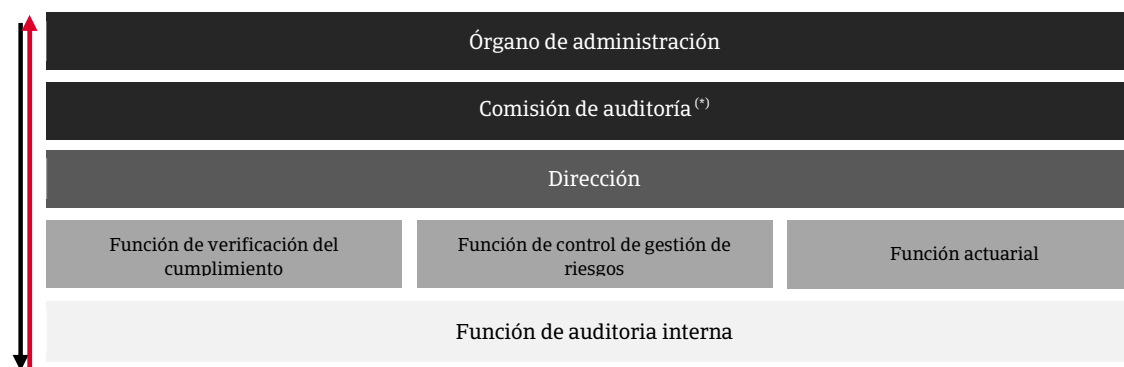 Órgano de administración
Comisión de auditoría (*)
Dirección
Función de verificación del
cumplimiento
Función de control de gestión de
riesgos
Función actuarial
Función de auditoria interna